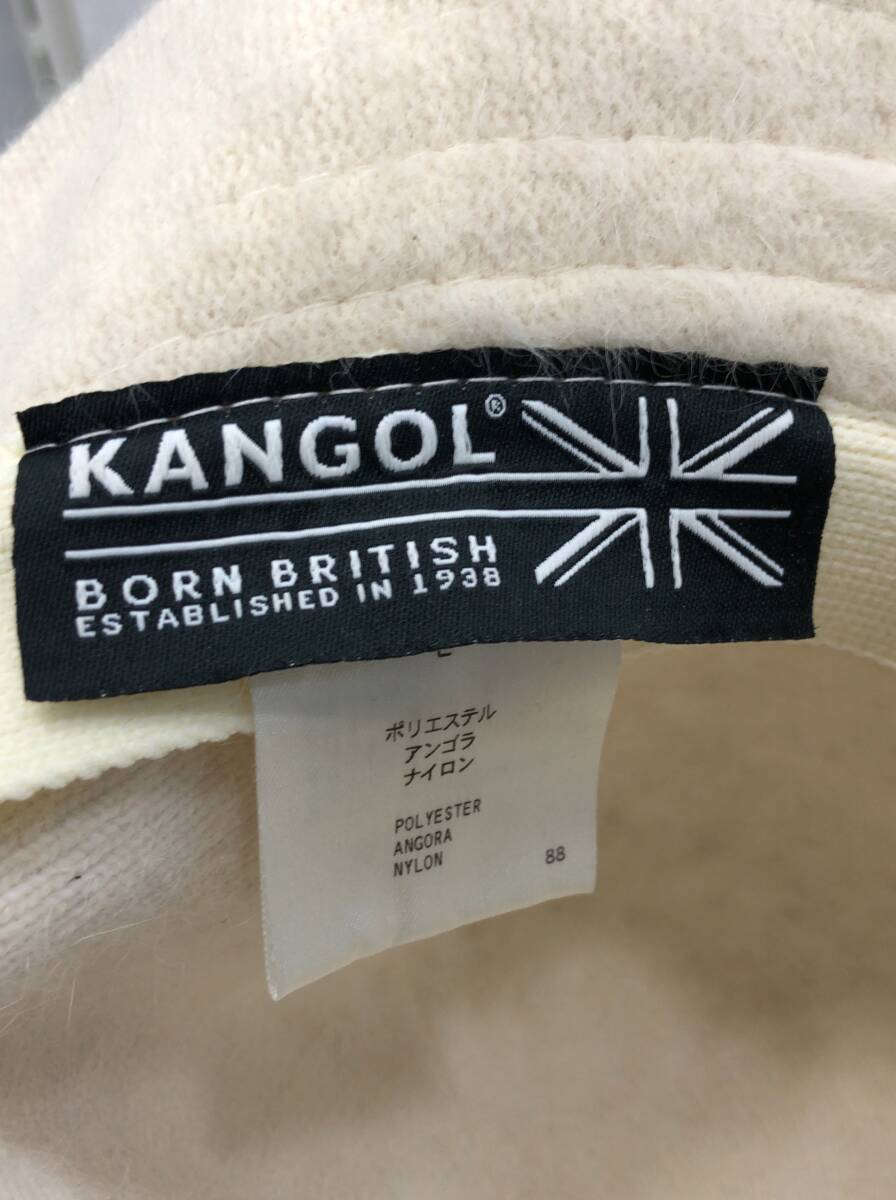 KANGOL®
BORN BRITISH
ESTABLISHED IN 1938
ポリエステル
アンゴラ
ナイロン
POLYESTER
ANGORA
NYLON 88